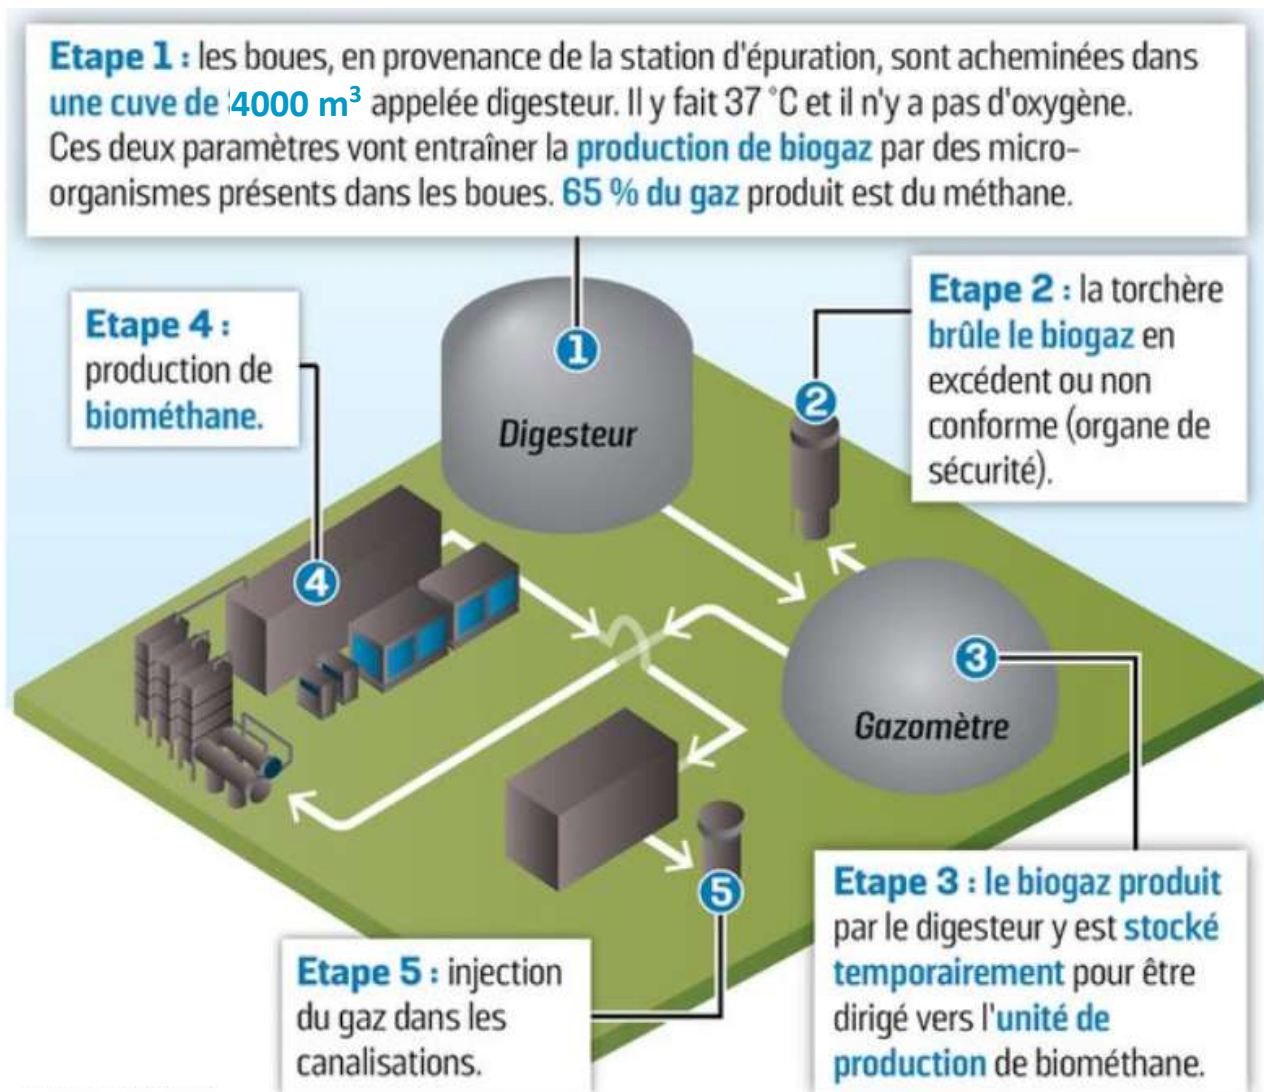 Etape 1 : les boues, en provenance de la station d'épuration, sont acheminées dans
une cuve de 4000 m³ appelée digesteur. Il y fait 37 °C et il n'y a pas d'oxygène.
Ces deux paramètres vont entraîner la production de biogaz par des micro-
organismes présents dans les boues. 65 % du gaz produit est du méthane.
Etape 4 :
production de
biométhane.
1
Digesteur
Etape 2 : la torchère
brûle le biogaz en
excédent ou non
conforme (organe de
sécurité).
2
4
3
Gazomètre
5
Etape 5 : injection
du gaz dans les
canalisations.
Etape 3 : le biogaz produit
par le digesteur y est stocké
temporairement pour être
dirigé vers l'unité de
production de biométhane.